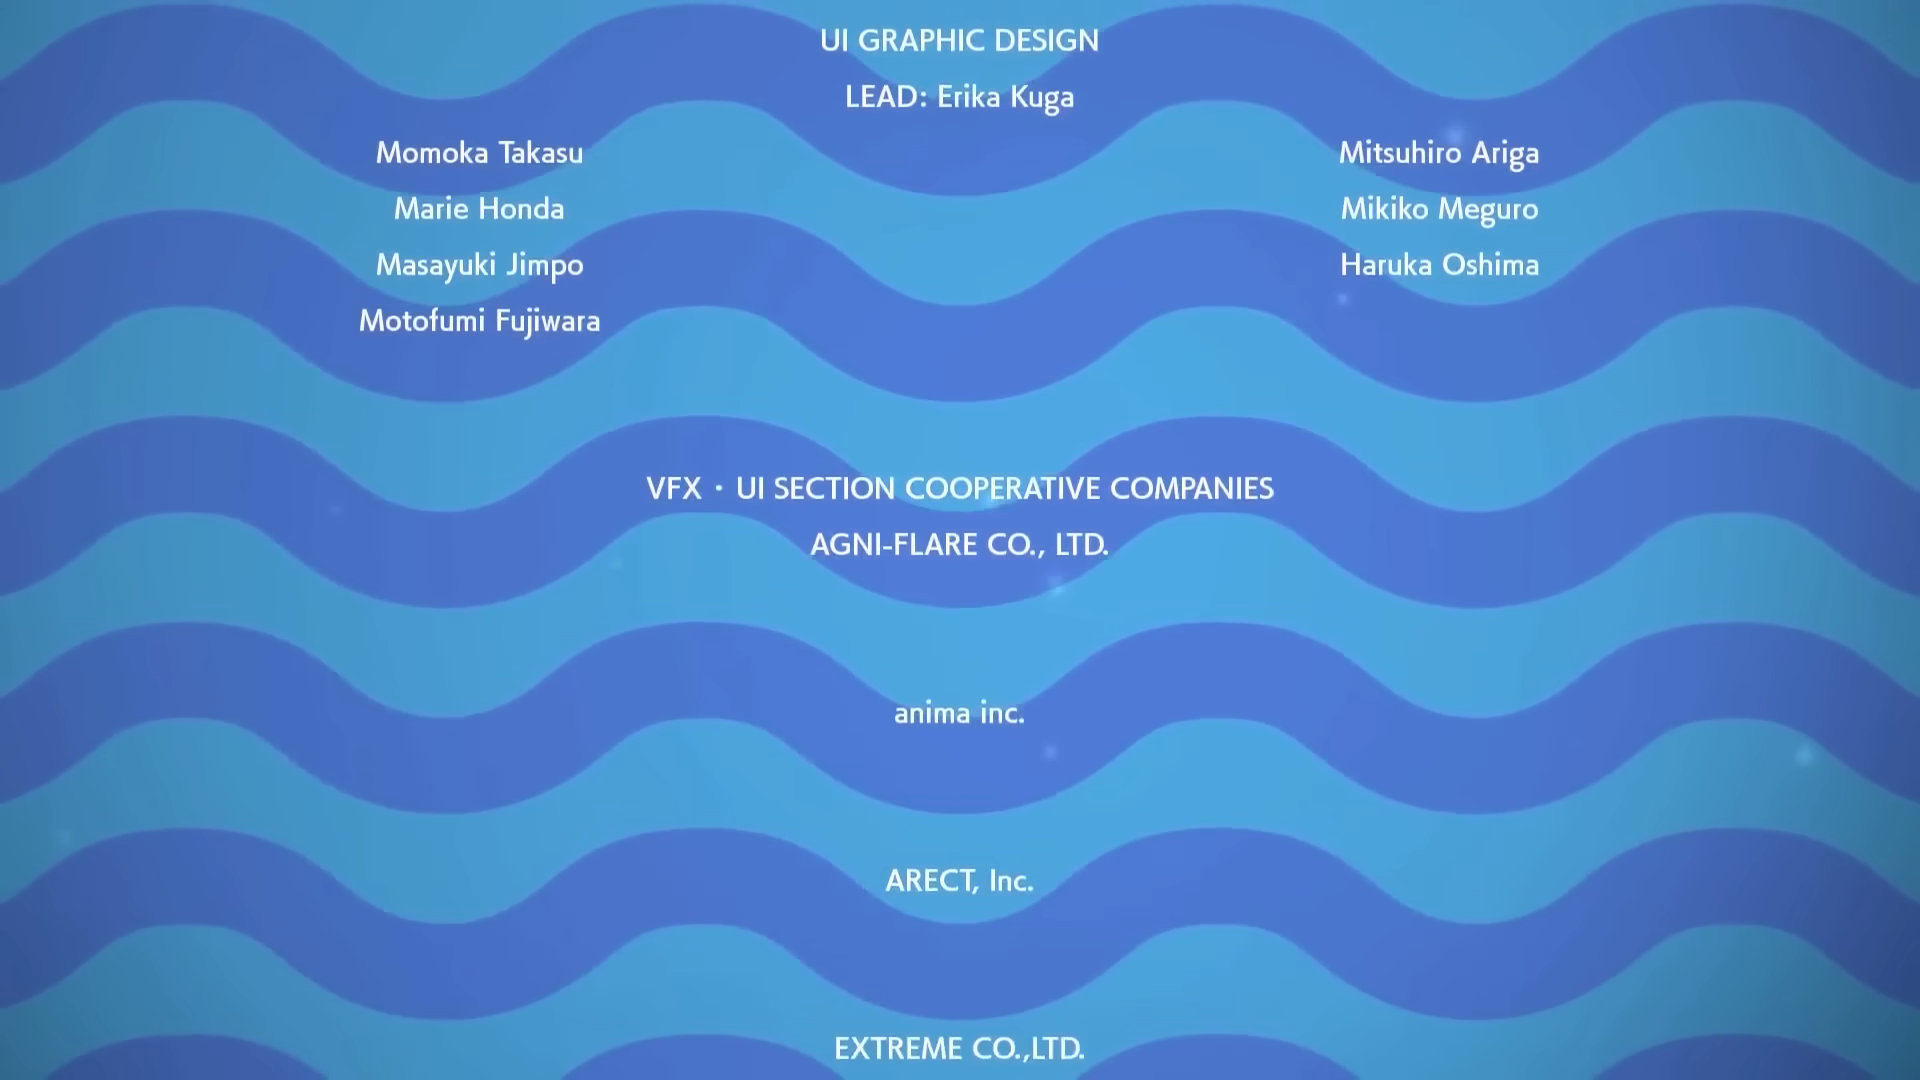 UI GRAPHIC DESIGN
LEAD: Erika Kuga
Momoka Takasu
Mitsuhiro Ariga
Marie Honda
Mikiko Meguro
Masayuki Jimpo
Haruka Oshima
Motofumi Fujiwara
VFX・UI SECTION COOPERATIVE COMPANIES
AGNI-FLARE CO., LTD.
anima inc.
ARECT, Inc.
EXTREME CO.,LTD.